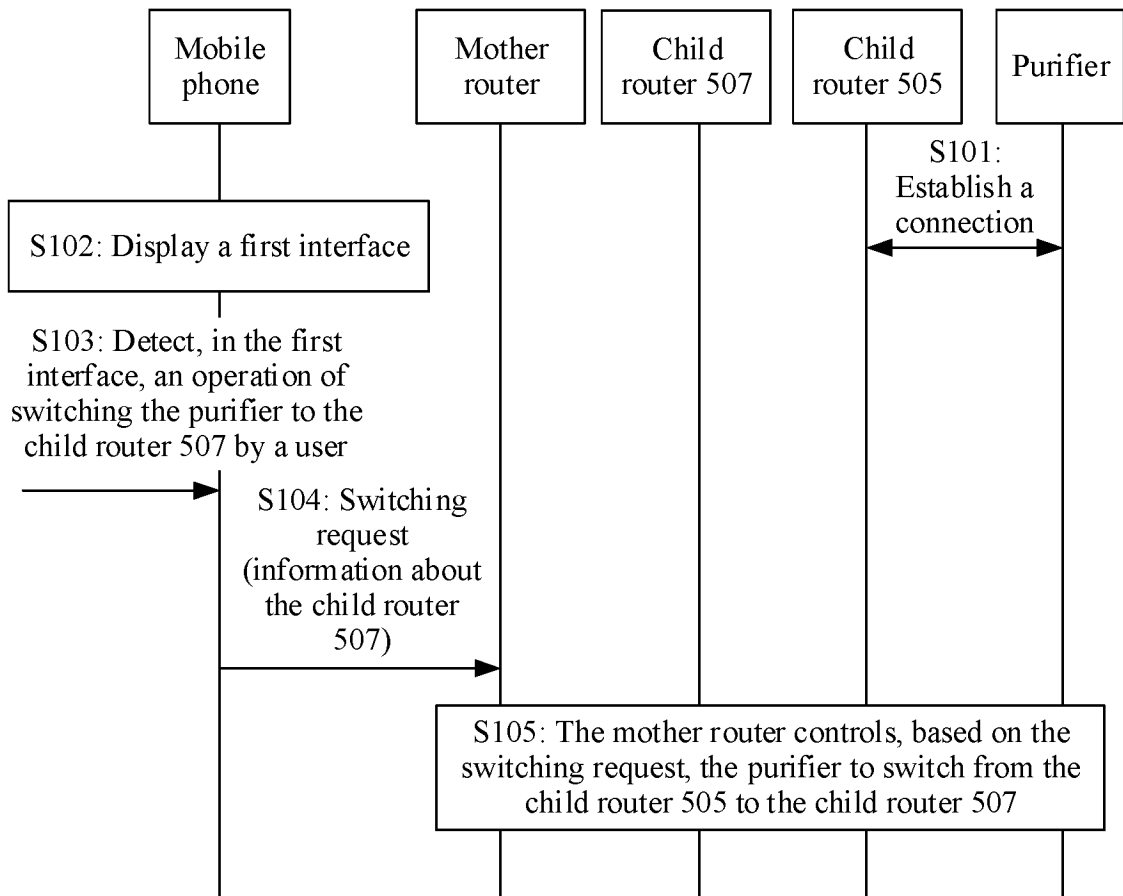 Mobile
phone
Mother
router
Child
router 507
Child
router 505
Purifier
S101:
Establish a
connection
S102: Display a first interface
S103: Detect, in the first
interface, an operation of
switching the purifier to the
child router 507 by a user
S104: Switching
request
(information about
the child router
507)
S105: The mother router controls, based on the
switching request, the purifier to switch from the
child router 505 to the child router 507